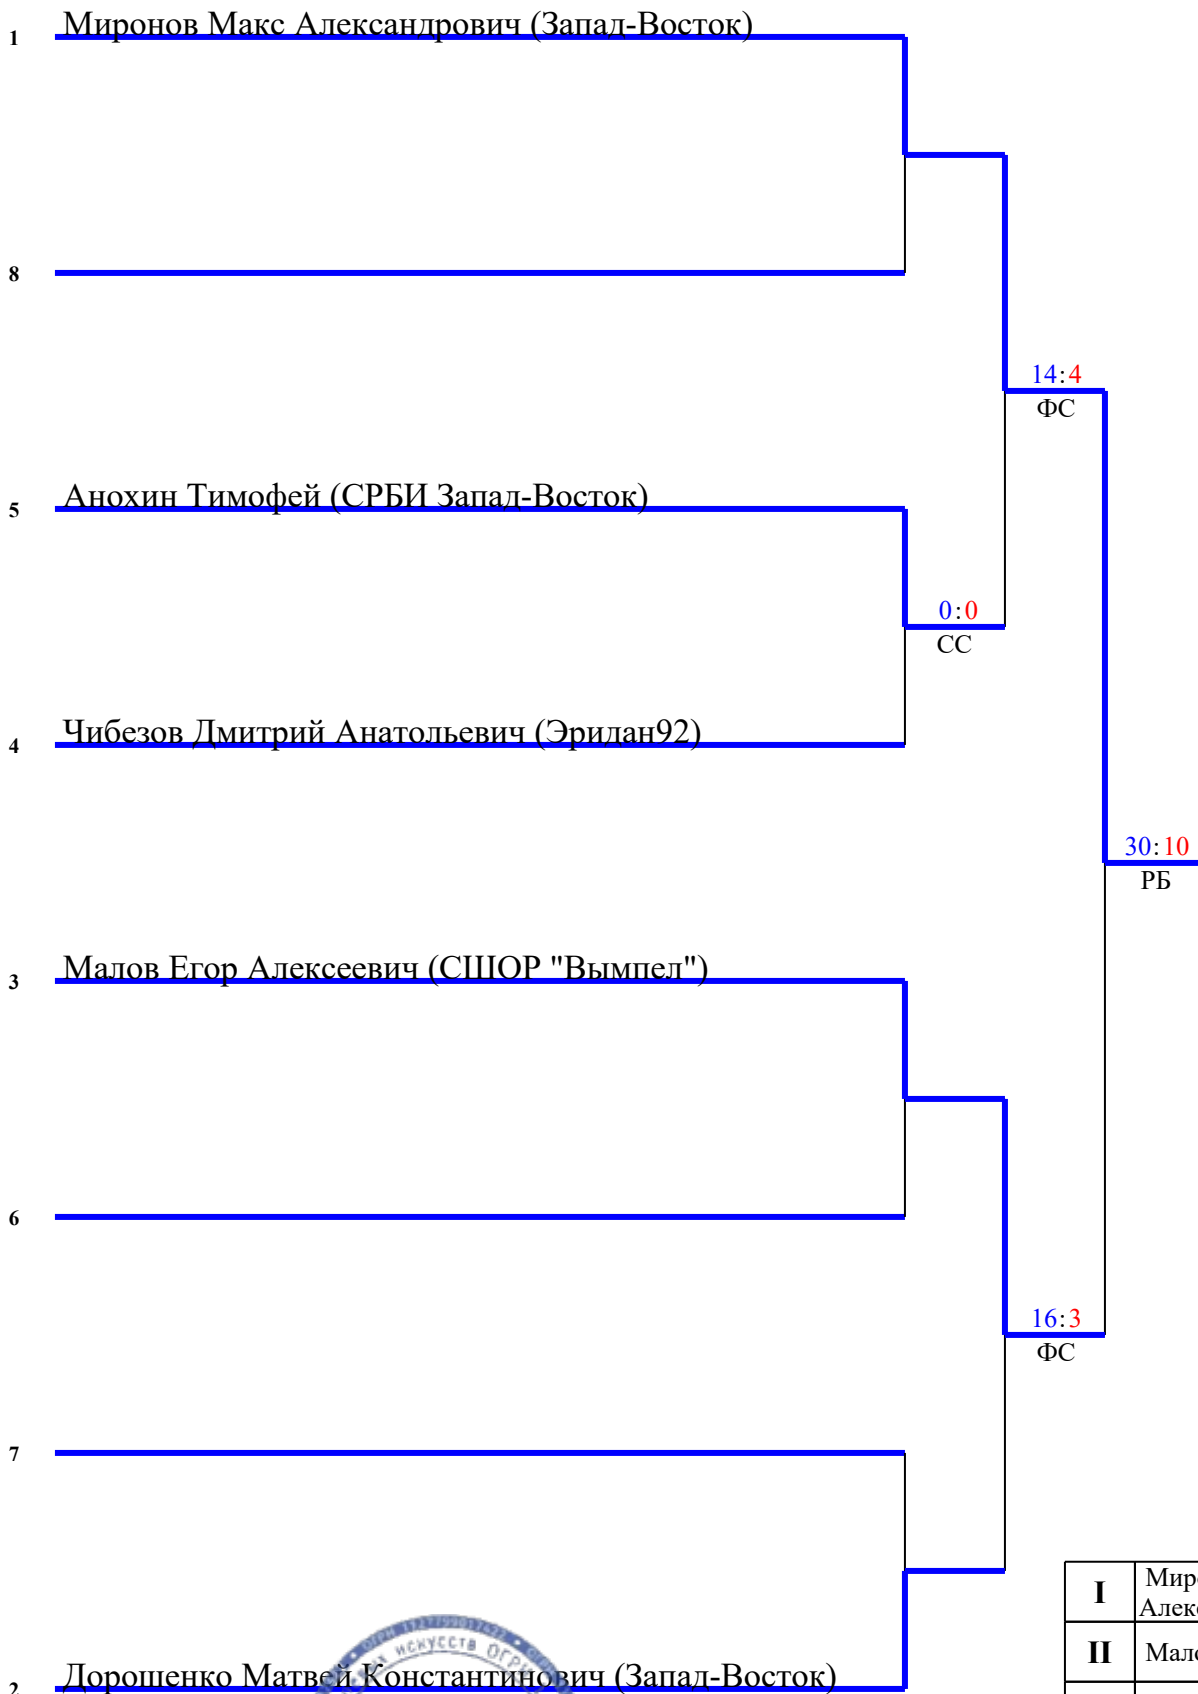 1 Миронов Макс Александрович (Запад-Восток)
8
14:4
ФС
5 Анохин Тимофей (СРБИ Запад-Восток)
0:0
СС
4 Чибезов Дмитрий Анатольевич (Эридан92)
30:10
РБ
3 Малов Егор Алексеевич (СШОР "Вымпел")
6
16:3
ФС
7
I
II
искусств ОГРН
2 Дорошенко Матвей Константинович (Запад-Восток)